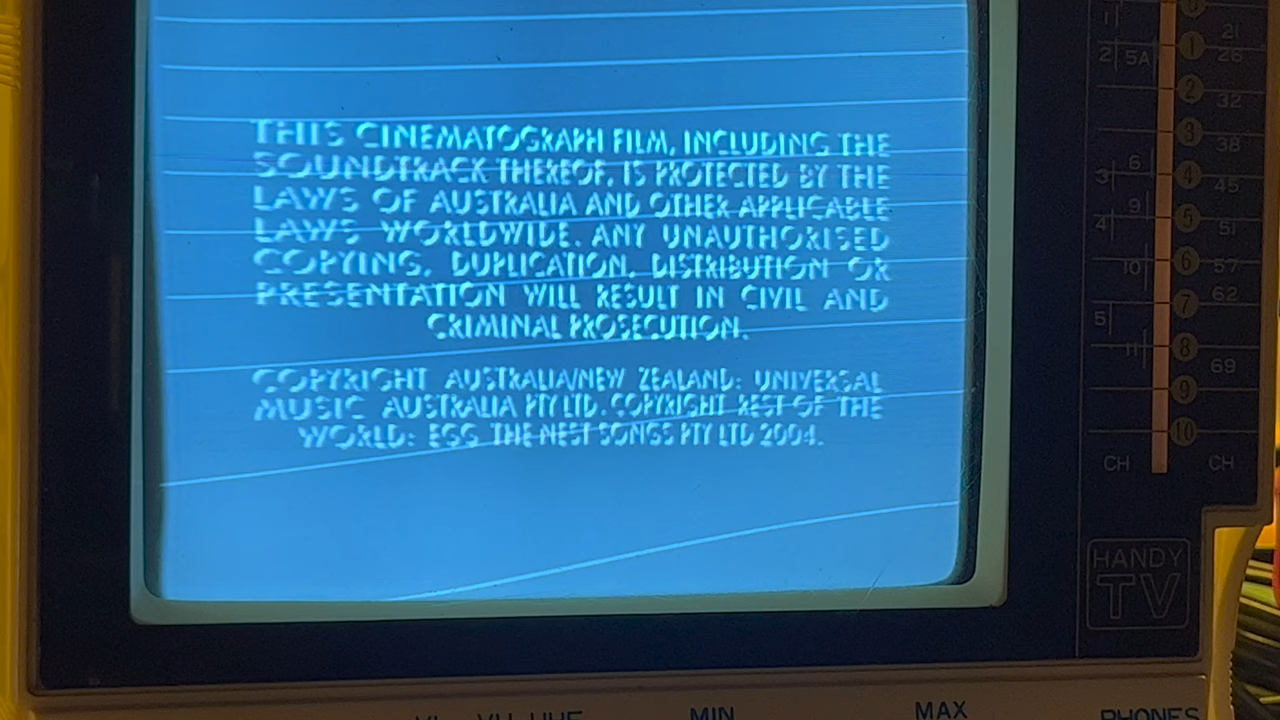 THIS CINEMATOGRAPH FILM, INCLUDING THE
SOUNDTRACK THEREOF, IS PROTECTED BY THE
LAWS OF AUSTRALIA AND OTHER APPLICABLE
LAWS WORLDWIDE. ANY UNAUTHORISED
COPYING, DUPLICATION, DISTRIBUTION OR
PRESENTATION WILL RESULT IN CIVIL AND
CRIMINAL PROSECUTION.
COPYRIGHT AUSTRALIA/NEW ZEALAND: UNIVERSAL
MUSIC AUSTRALIA PTY LTD. COPYRIGHT REST OF THE
WORLD: EGG THE NEST SONGS PTY LTD 2004.
1 21
2 5A 1 26
2 32
3 38
3 6 4 45
4 9 5 51
10 6 57
7 62
5 11 8 69
9
10
CH CH
HANDY
TV
MIN MAX PHONES